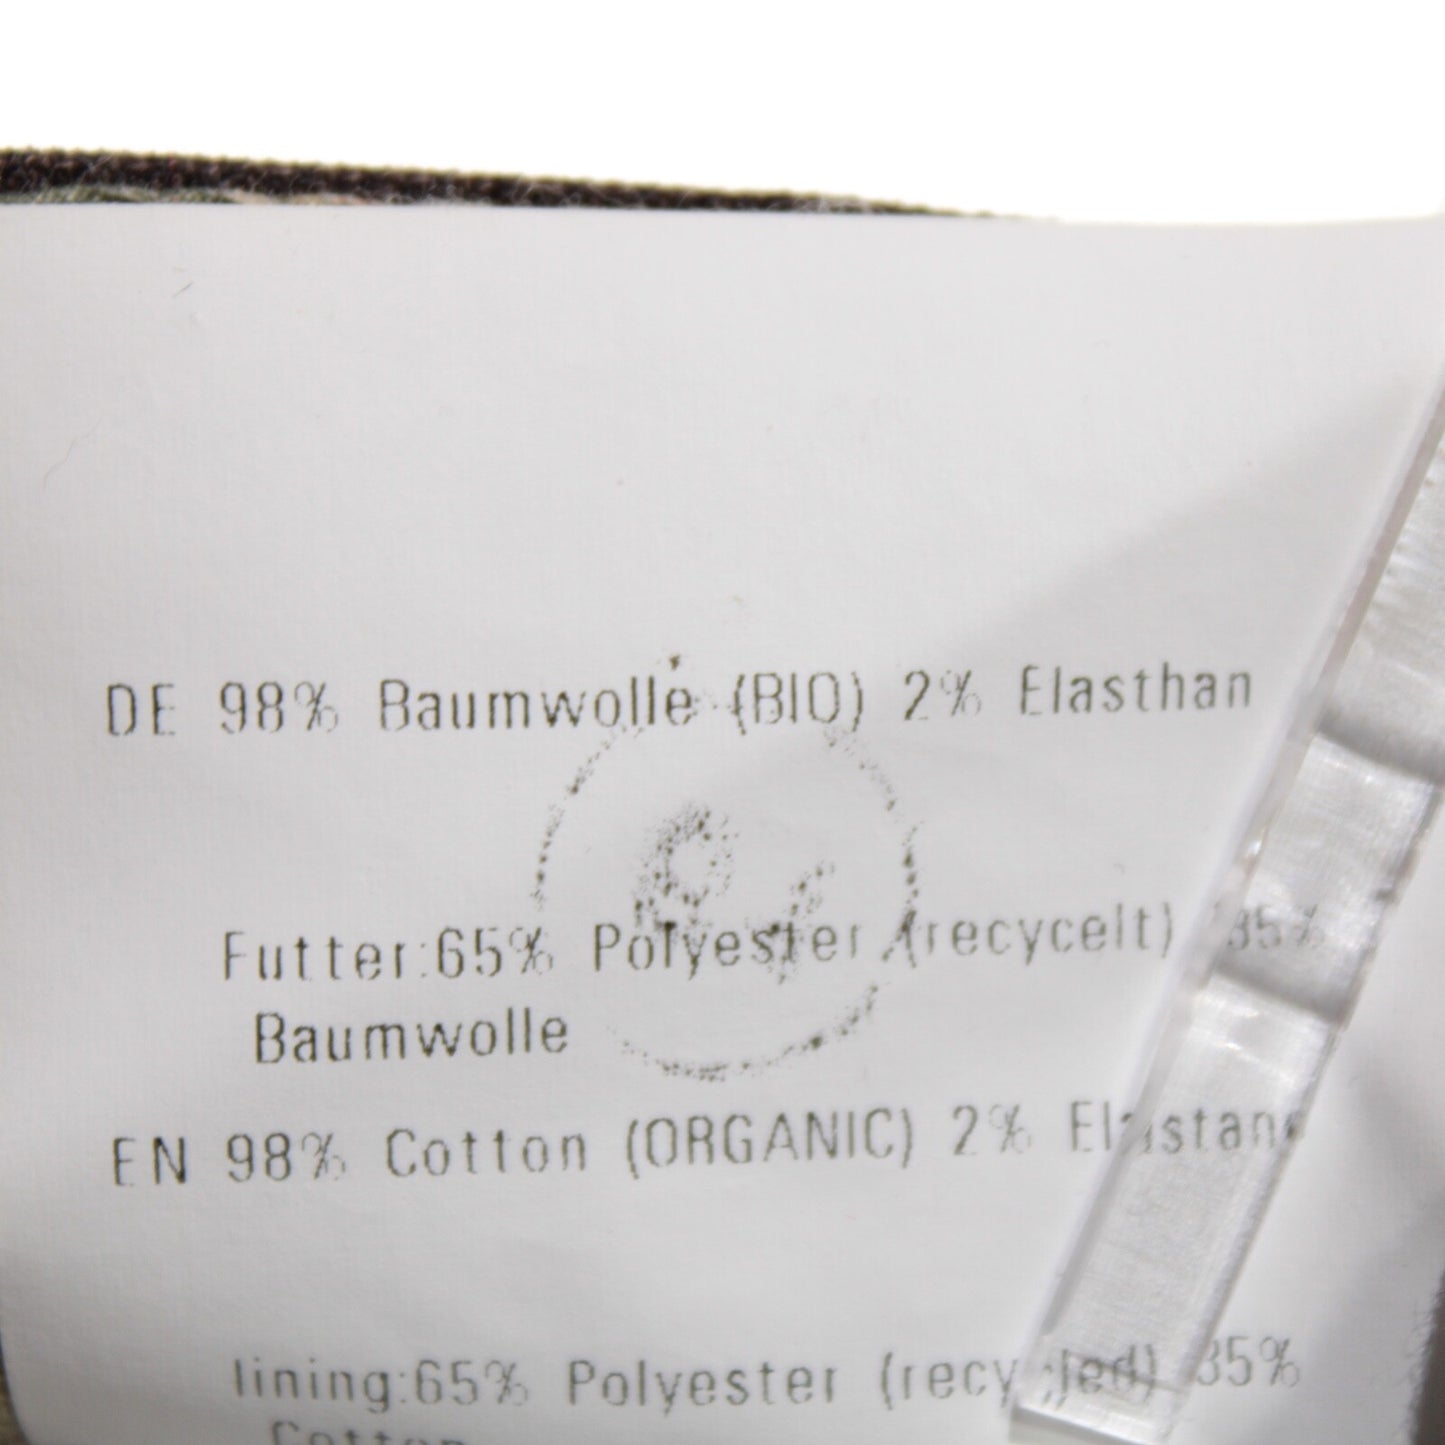 DE 98% Baumwolle (BIO) 2% Elasthan
Futter:65% Polyester (recycelt) 35%
Baumwolle
EN 98% Cotton (ORGANIC) 2% Elastane
lining:65% Polyester (recycled) 35%
Cotton